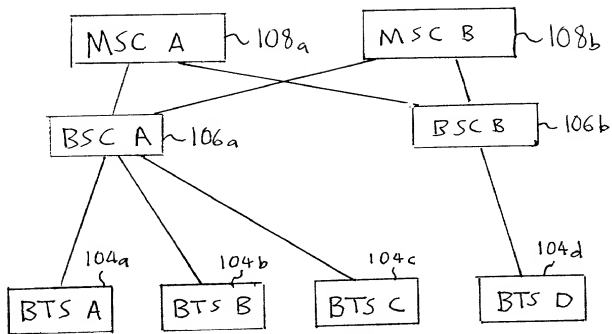 MSC A 108a
MSC B 108b
BSC A 106a
BSC B 106b
104a
104b
104c
104d
BTS A
BTS B
BTS C
BTS D